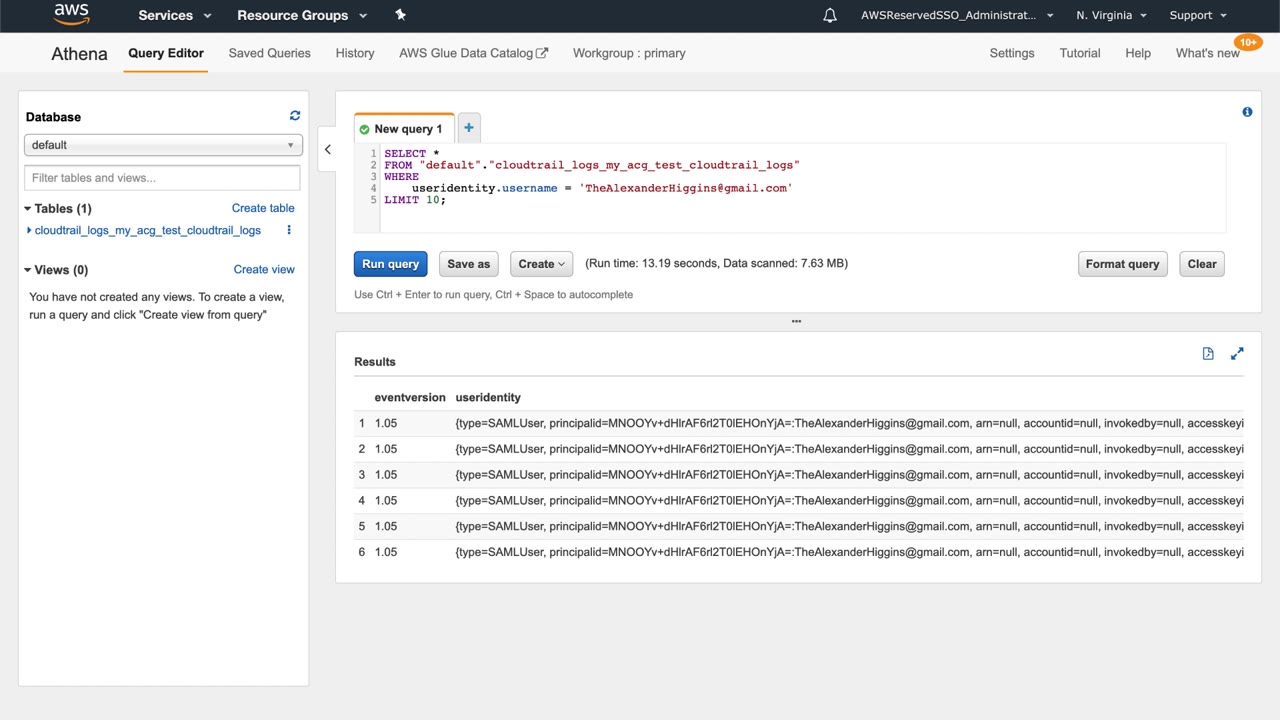 aws Services Resource Groups AWSReservedSSO_Administrat... N. Virginia Support
Athena Query Editor Saved Queries History AWS Glue Data Catalog Workgroup : primary Settings Tutorial Help What's new 10+
Database
default
Filter tables and views...
Tables (1) Create table
cloudtrail_logs_my_acg_test_cloudtrail_logs
Views (0) Create view
You have not created any views. To create a view,
run a query and click "Create view from query"
New query 1 +
1 SELECT *
2 FROM "default"."cloudtrail_logs_my_acg_test_cloudtrail_logs"
3 WHERE
4 useridentity.username = 'TheAlexanderHiggins@gmail.com'
5 LIMIT 10;
Run query Save as Create (Run time: 13.19 seconds, Data scanned: 7.63 MB) Format query Clear
Use Ctrl + Enter to run query, Ctrl + Space to autocomplete
Results
eventversion useridentity
1 1.05 {type=SAMLUser, principalid=MNOOYv+dHlrAF6rl2T0lEHOnYjA=:TheAlexanderHiggins@gmail.com, arn=null, accountid=null, invokedby=null, accesskeyi
2 1.05 {type=SAMLUser, principalid=MNOOYv+dHlrAF6rl2T0lEHOnYjA=:TheAlexanderHiggins@gmail.com, arn=null, accountid=null, invokedby=null, accesskeyi
3 1.05 {type=SAMLUser, principalid=MNOOYv+dHlrAF6rl2T0lEHOnYjA=:TheAlexanderHiggins@gmail.com, arn=null, accountid=null, invokedby=null, accesskeyi
4 1.05 {type=SAMLUser, principalid=MNOOYv+dHlrAF6rl2T0lEHOnYjA=:TheAlexanderHiggins@gmail.com, arn=null, accountid=null, invokedby=null, accesskeyi
5 1.05 {type=SAMLUser, principalid=MNOOYv+dHlrAF6rl2T0lEHOnYjA=:TheAlexanderHiggins@gmail.com, arn=null, accountid=null, invokedby=null, accesskeyi
6 1.05 {type=SAMLUser, principalid=MNOOYv+dHlrAF6rl2T0lEHOnYjA=:TheAlexanderHiggins@gmail.com, arn=null, accountid=null, invokedby=null, accesskeyi